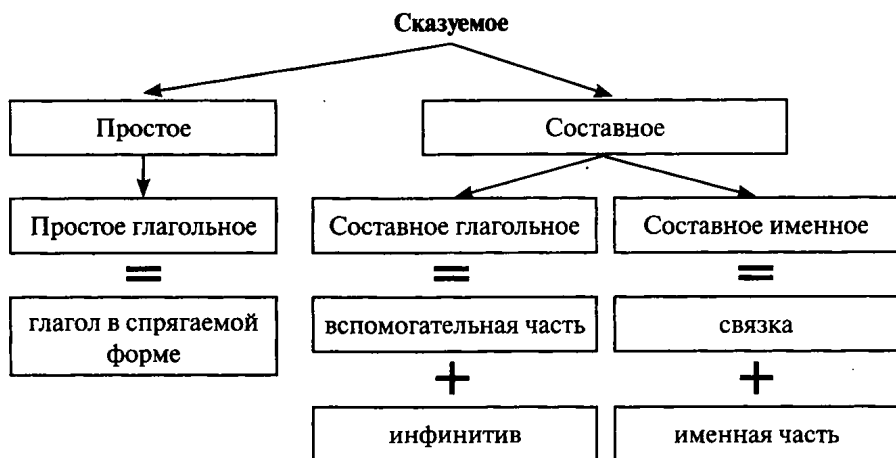 Сказуемое
Простое
Составное
Простое глагольное
Составное глагольное
Составное именное
=
=
=
глагол в спрягаемой
форме
вспомогательная часть
связка
+
+
инфинитив
именная часть